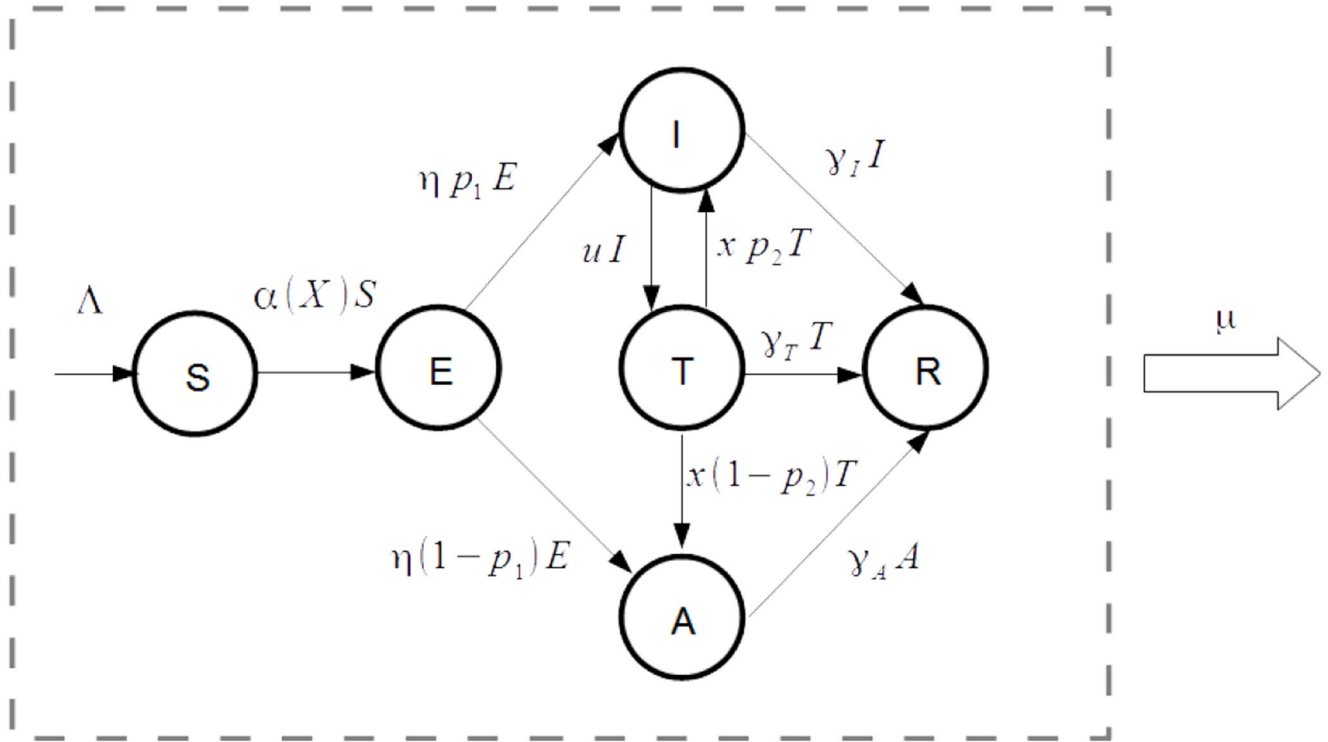 I
γ_I I
η p₁ E
u I
x p₂ T
Λ
α(X)S
μ
γ_T T
S
E
T
R
x(1−p₂)T
η(1−p₁)E
γ_A A
A